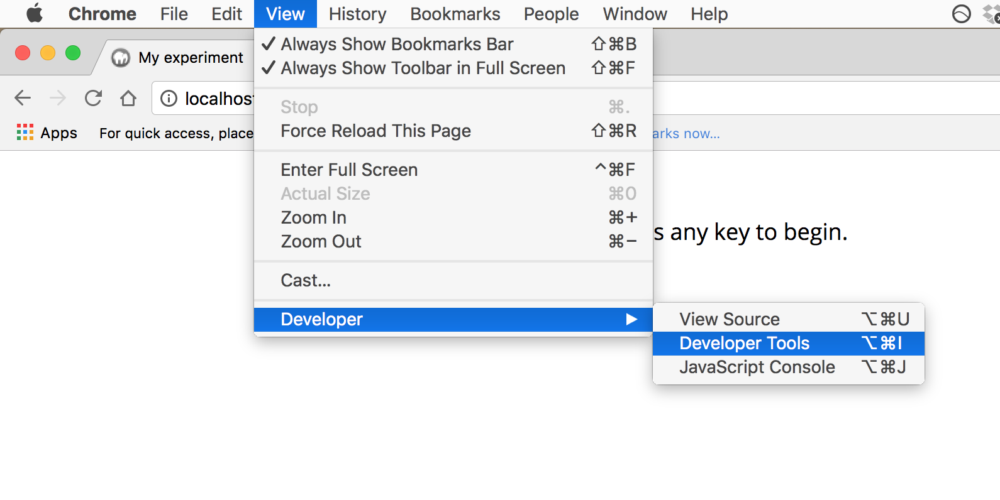 Chrome File Edit View History Bookmarks People Window Help
My experiment
localhos
Apps For quick access, place
arks now...
Always Show Bookmarks Bar ⇧⌘B
Always Show Toolbar in Full Screen ⇧⌘F
Stop ⌘.
Force Reload This Page ⇧⌘R
Enter Full Screen ^⌘F
Actual Size ⌘0
Zoom In ⌘+
Zoom Out ⌘−
Cast...
Developer
View Source ⌥⌘U
Developer Tools ⌥⌘I
JavaScript Console ⌥⌘J
s any key to begin.